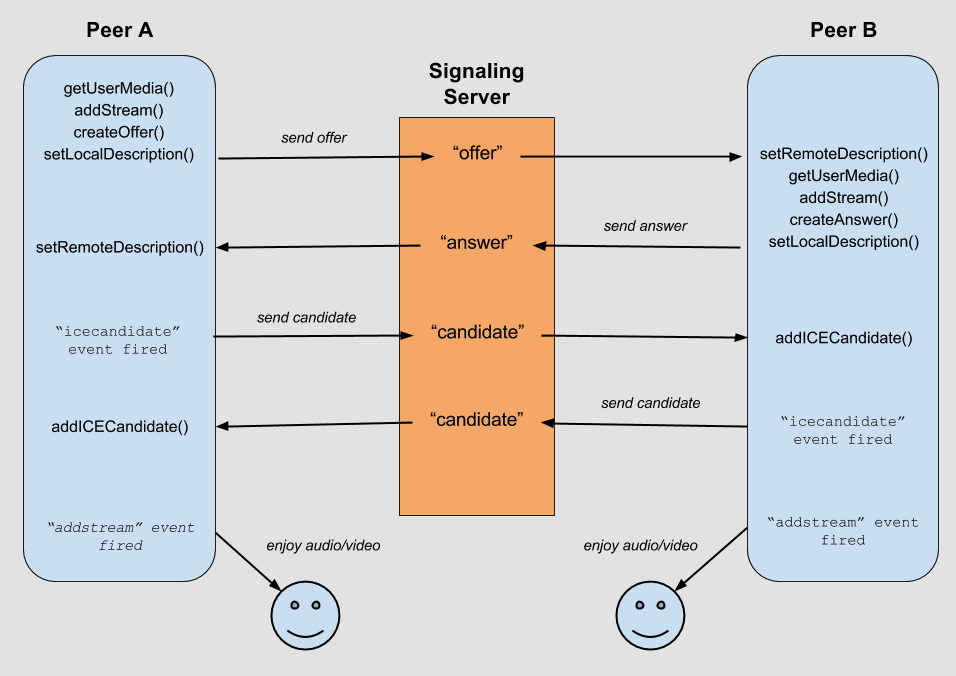 Peer A
Peer B
Signaling
Server
getUserMedia()
addStream()
createOffer()
setLocalDescription()
send offer
“offer”
setRemoteDescription()
getUserMedia()
addStream()
createAnswer()
setLocalDescription()
send answer
“answer”
setRemoteDescription()
“icecandidate”
event fired
send candidate
“candidate”
addICECandidate()
“icecandidate”
event fired
send candidate
“candidate”
addICECandidate()
“addstream” event
fired
enjoy audio/video
enjoy audio/video
“addstream” event
fired